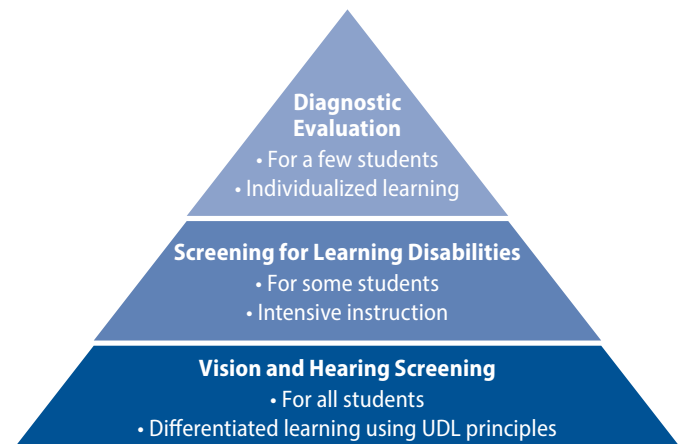 Diagnostic
Evaluation
• For a few students
• Individualized learning
Screening for Learning Disabilities
• For some students
• Intensive instruction
Vision and Hearing Screening
• For all students
• Differentiated learning using UDL principles